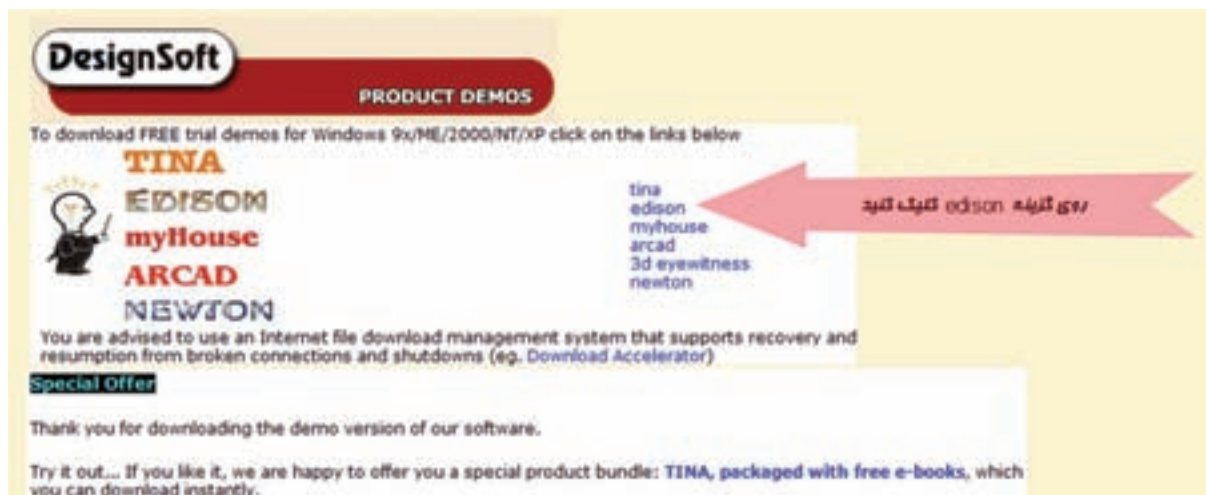 DesignSoft
PRODUCT DEMOS
To download FREE trial demos for Windows 9x/ME/2000/NT/XP click on the links below
TINA
EDISON
myHouse
ARCAD
NEWTON
tina
edison
myhouse
arcad
3d eyewitness
newton
روی گزینه edison کلیک کنید
You are advised to use an Internet file download management system that supports recovery and
resumption from broken connections and shutdowns (eg. Download Accelerator)
Special Offer
Thank you for downloading the demo version of our software.
Try it out... If you like it, we are happy to offer you a special product bundle: TINA, packaged with free e-books, which
you can download instantly.